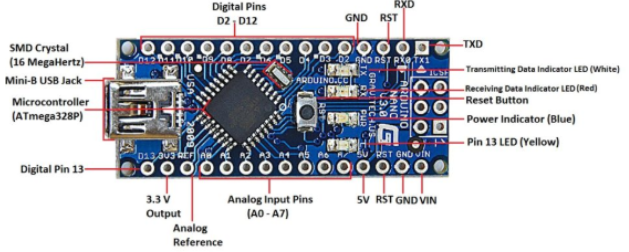 Digital Pins
D2 - D12
GND
RST
RXD
TXD
SMD Crystal
(16 MegaHertz)
Mini-B USB Jack
Microcontroller
(ATmega328P)
Digital Pin 13
D12 D11 D10 D9 D8 D7 D6 D5 D4 D3 D2 GND RST RX0 TX1
ARDUINO.CC
USA
2009
ARDUINO
NANO
V3.0
ICSP
D13 3V3 REF A0 A1 A2 A3 A4 A5 A6 A7 5V RST GND VIN
Transmitting Data Indicator LED (White)
Receiving Data Indicator LED (Red)
Reset Button
Power Indicator (Blue)
Pin 13 LED (Yellow)
3.3 V
Output
Analog
Reference
Analog Input Pins
(A0 - A7)
5V
RST
GND
VIN